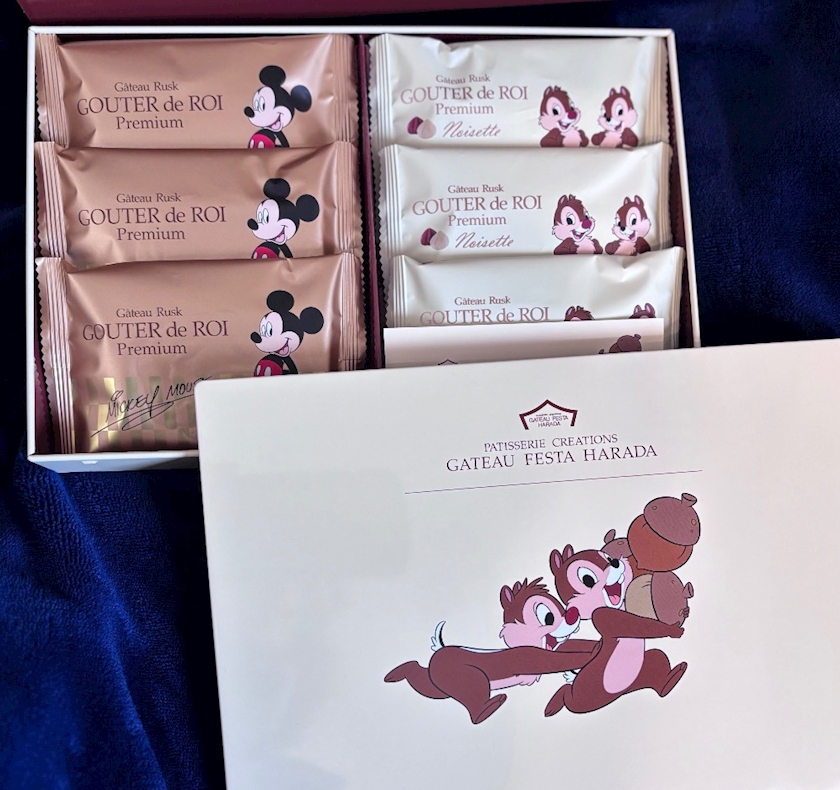 Gâteau Rusk
GOUTER de ROI
Premium
Gâteau Rusk
GOUTER de ROI
Premium
Gâteau Rusk
GOUTER de ROI
Premium
MICKEY MOUSE
Gâteau Rusk
GOUTER de ROI
Premium
Noisette
Gâteau Rusk
GOUTER de ROI
Premium
Noisette
Gâteau Rusk
GOUTER de ROI
GATEAU FESTA
HARADA
PATISSERIE CREATIONS
GATEAU FESTA HARADA